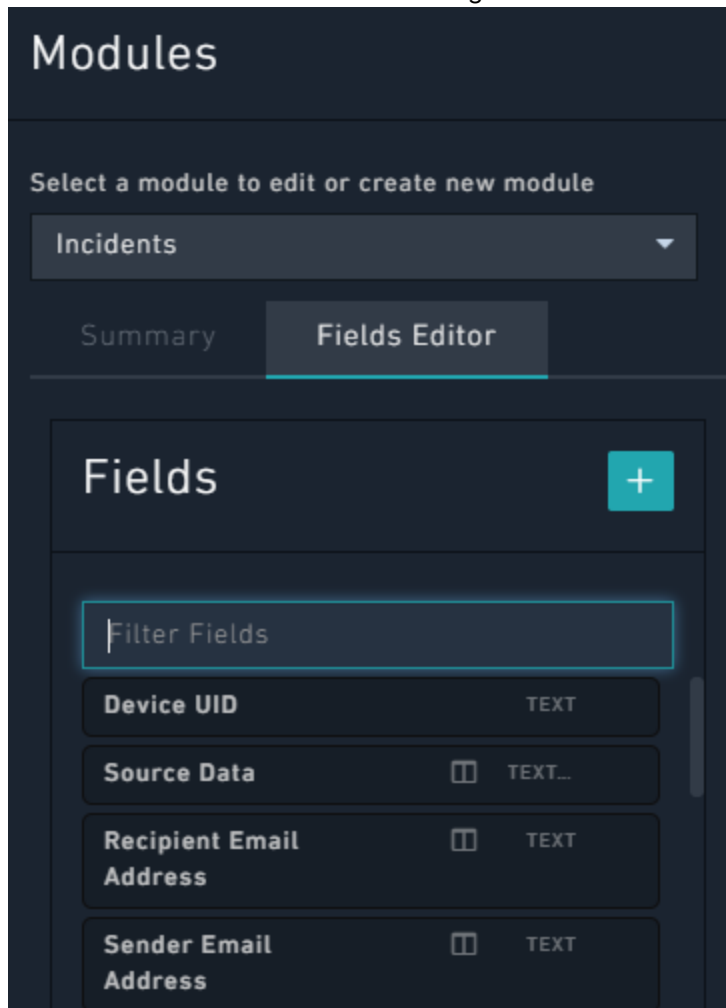 Modules
Select a module to edit or create new module
Incidents
Summary
Fields Editor
Fields
+
Filter Fields
Device UID TEXT
Source Data TEXT...
Recipient Email TEXT
Address
Sender Email TEXT
Address